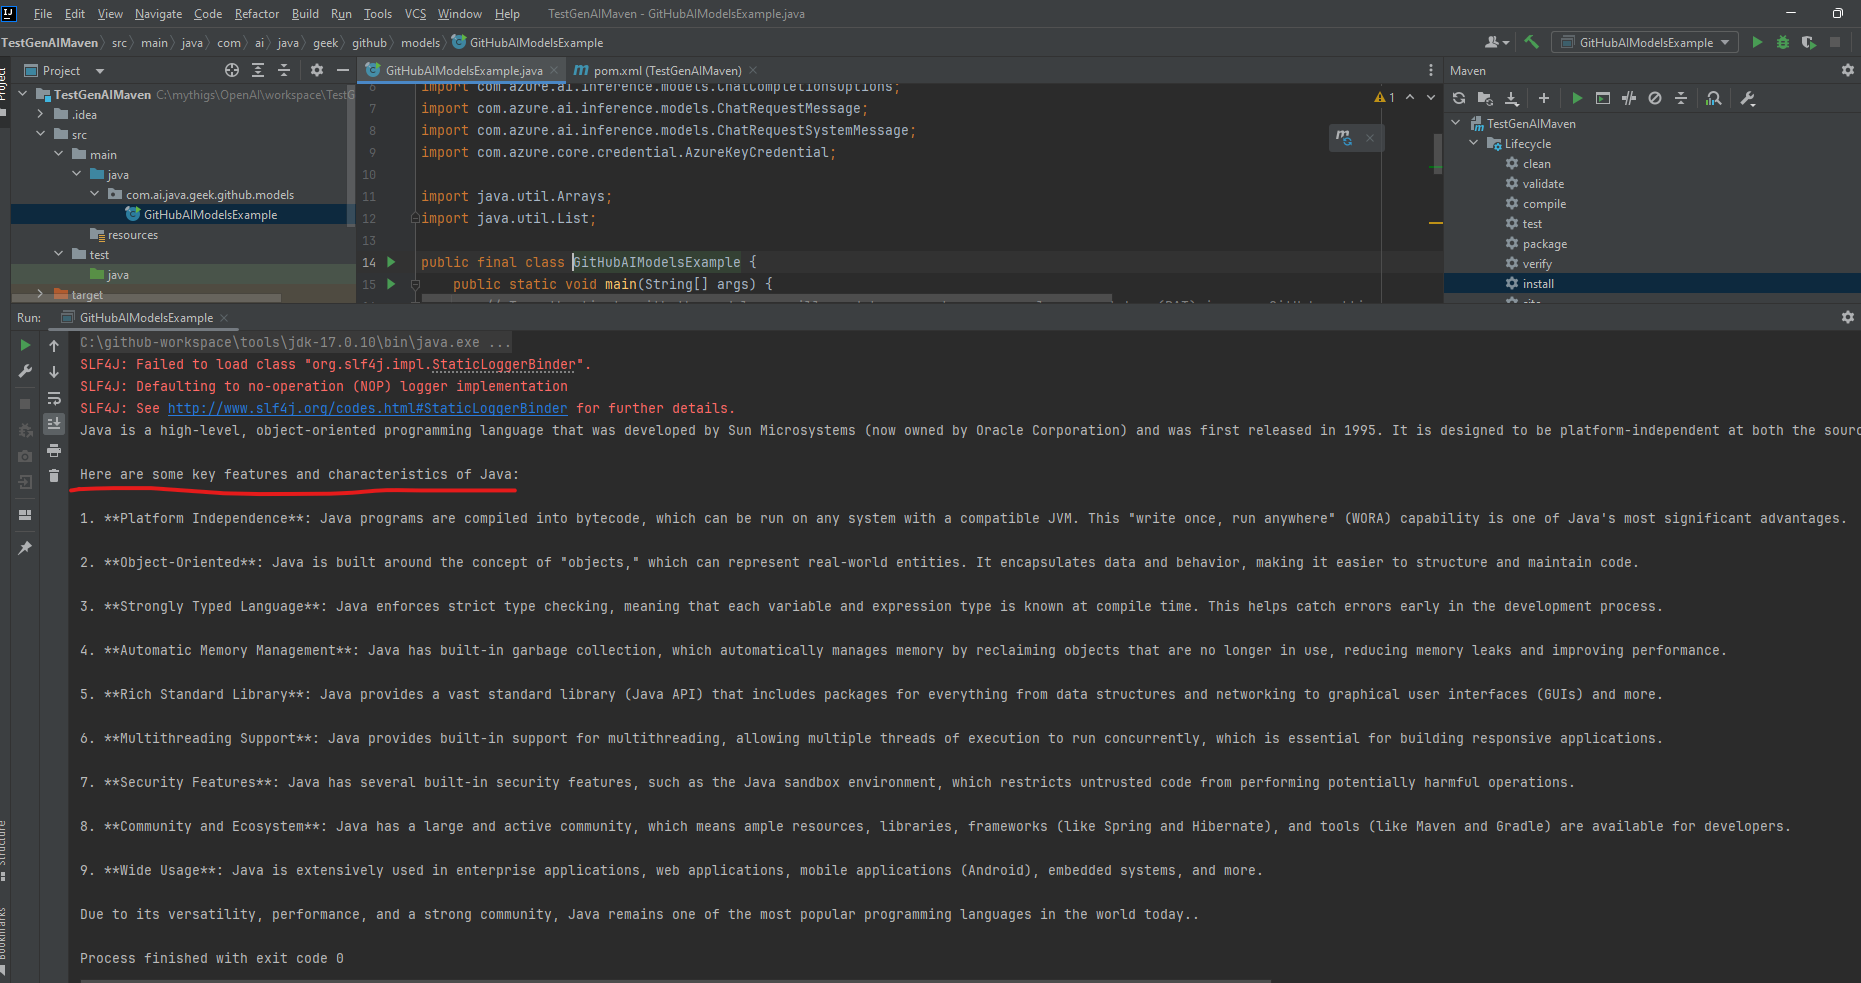 File Edit View Navigate Code Refactor Build Run Tools VCS Window Help TestGenAIMaven - GitHubAIModelsExample.java
TestGenAIMaven src main java com ai java geek github models GitHubAIModelsExample
GitHubAIModelsExample
Project
GitHubAIModelsExample.java
pom.xml (TestGenAIMaven)
Maven
Project
TestGenAIMaven C:\mythigs\OpenAI\workspace\TestG
.idea
src
main
java
com.ai.java.geek.github.models
GitHubAIModelsExample
resources
test
java
target
6 import com.azure.ai.inference.models.ChatCompletionsOptions;
7 import com.azure.ai.inference.models.ChatRequestMessage;
8 import com.azure.ai.inference.models.ChatRequestSystemMessage;
9 import com.azure.core.credential.AzureKeyCredential;
10
11 import java.util.Arrays;
12 import java.util.List;
13
14 public final class GitHubAIModelsExample {
15 public static void main(String[] args) {
1
TestGenAIMaven
Lifecycle
clean
validate
compile
test
package
verify
install
site
Run: GitHubAIModelsExample
C:\github-workspace\tools\jdk-17.0.10\bin\java.exe ...
SLF4J: Failed to load class "org.slf4j.impl.StaticLoggerBinder".
SLF4J: Defaulting to no-operation (NOP) logger implementation
SLF4J: See http://www.slf4j.org/codes.html#StaticLoggerBinder for further details.
Java is a high-level, object-oriented programming language that was developed by Sun Microsystems (now owned by Oracle Corporation) and was first released in 1995. It is designed to be platform-independent at both the sourc
Here are some key features and characteristics of Java:
1. **Platform Independence**: Java programs are compiled into bytecode, which can be run on any system with a compatible JVM. This "write once, run anywhere" (WORA) capability is one of Java's most significant advantages.
2. **Object-Oriented**: Java is built around the concept of "objects," which can represent real-world entities. It encapsulates data and behavior, making it easier to structure and maintain code.
3. **Strongly Typed Language**: Java enforces strict type checking, meaning that each variable and expression type is known at compile time. This helps catch errors early in the development process.
4. **Automatic Memory Management**: Java has built-in garbage collection, which automatically manages memory by reclaiming objects that are no longer in use, reducing memory leaks and improving performance.
5. **Rich Standard Library**: Java provides a vast standard library (Java API) that includes packages for everything from data structures and networking to graphical user interfaces (GUIs) and more.
6. **Multithreading Support**: Java provides built-in support for multithreading, allowing multiple threads of execution to run concurrently, which is essential for building responsive applications.
7. **Security Features**: Java has several built-in security features, such as the Java sandbox environment, which restricts untrusted code from performing potentially harmful operations.
8. **Community and Ecosystem**: Java has a large and active community, which means ample resources, libraries, frameworks (like Spring and Hibernate), and tools (like Maven and Gradle) are available for developers.
9. **Wide Usage**: Java is extensively used in enterprise applications, web applications, mobile applications (Android), embedded systems, and more.
Due to its versatility, performance, and a strong community, Java remains one of the most popular programming languages in the world today..
Process finished with exit code 0
Structure
Bookmarks